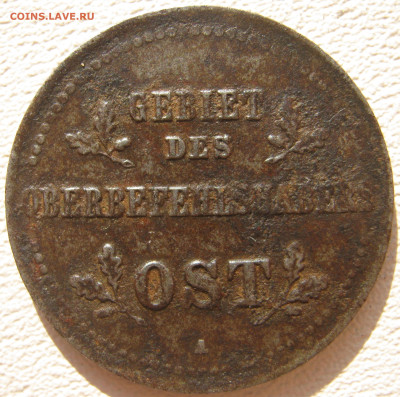 COINS.LAVE.RU
GEBIET
DES
OBERBEFEHLSHABERS
OST
A